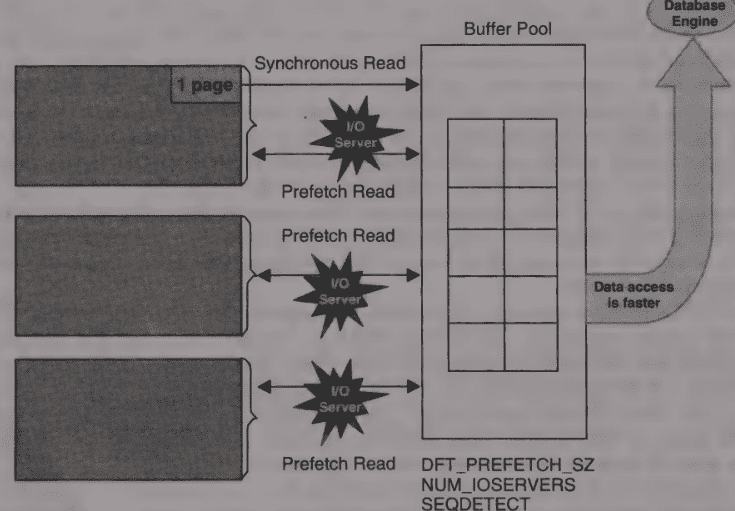 Database
Engine
Buffer Pool
Synchronous Read
1 page
I/O
Server
Prefetch Read
Prefetch Read
I/O
Server
Data access
is faster
I/O
Server
Prefetch Read
DFT_PREFETCH_SZ
NUM_IOSERVERS
SEQDETECT